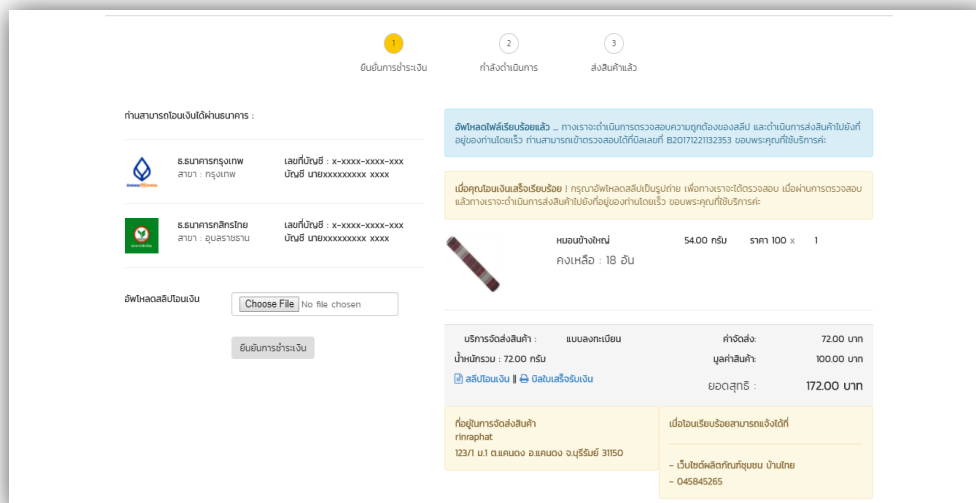 1
2
3
ยืนยันการชำระเงิน
กำลังดำเนินการ
ส่งสินค้าแล้ว
ท่านสามารถโอนเงินได้ผ่านธนาคาร :
ธ.ธนาคารกรุงเทพ
สาขา : กรุงเทพ
เลขที่บัญชี : x-xxxx-xxxx-xxx
บัญชี นายxxxxxxxxx xxxx
ธ.ธนาคารกสิกรไทย
สาขา : อุบลราชธาน
เลขที่บัญชี : x-xxxx-xxxx-xxx
บัญชี นายxxxxxxxxx xxxx
อัพโหลดสลิปโอนเงิน
Choose File No file chosen
ยืนยันการชำระเงิน
อัพโหลดไฟล์เรียบร้อยแล้ว ... ทางเราจะดำเนินการตรวจสอบความถูกต้องของสลีป และดำเนินการส่งสินค้าไปยังที่
อยู่ของท่านโดยเร็ว ท่านสามารถเข้าตรวจสอบได้ที่บิลเลขที่ B20171221132353 ขอบพระคุณที่ใช้บริการค่ะ
เมื่อคุณโอนเงินเสร็จเรียบร้อย ! กรุณาอัพโหลดสลีปเป็นรูปถ่าย เพื่อทางเราจะได้ตรวจสอบ เมื่อผ่านการตรวจสอบ
แล้วทางเราจะดำเนินการส่งสินค้าไปยังที่อยู่ของท่านโดยเร็ว ขอบพระคุณที่ใช้บริการค่ะ
หมอนข้างใหญ่
54.00 กรัม
ราคา 100 x 1
คงเหลือ : 18 อัน
บริการจัดส่งสินค้า : แบบลงทะเบียน
ค่าจัดส่ง: 72.00 บาท
น้ำหนักรวม : 72.00 กรัม
มูลค่าสินค้า: 100.00 บาท
สลีปโอนเงิน || บิลใบเสร็จรับเงิน
ยอดสุทธิ : 172.00 บาท
ที่อยู่ในการจัดส่งสินค้า
rinraphat
123/1 ม.1 ต.แคนดง อ.แคนดง จ.บุรีรัมย์ 31150
เมื่อโอนเรียบร้อยสามารถแจ้งได้ที่
- เว็บไซต์ผลิตภัณฑ์ชุมชน บ้านไทย
- 045845265